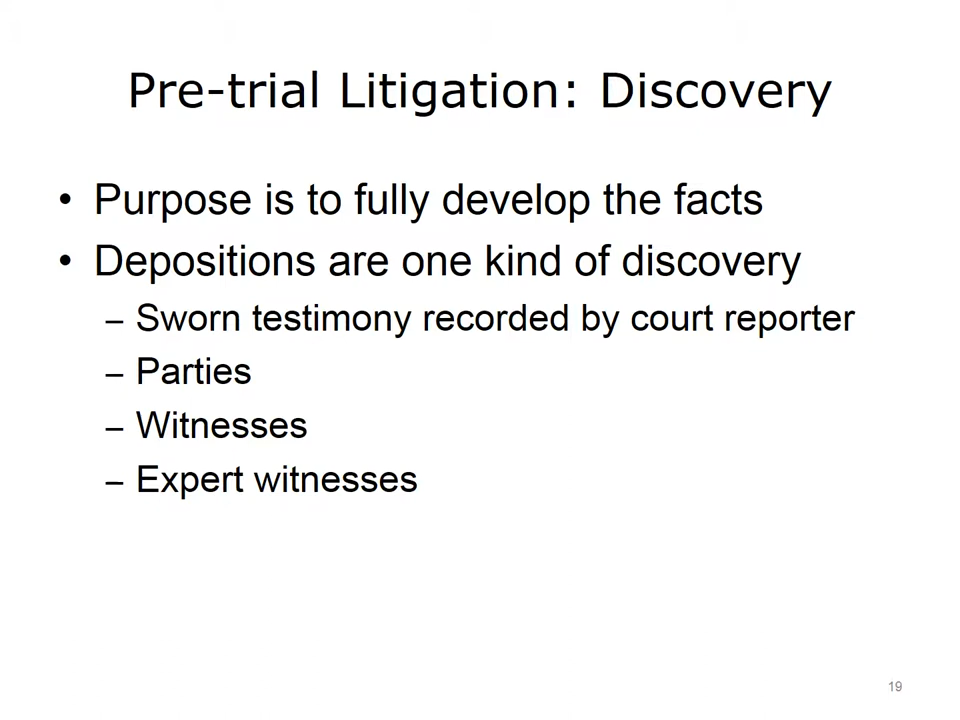 Pre-trial Litigation: Discovery
• Purpose is to fully develop the facts
• Depositions are one kind of discovery
– Sworn testimony recorded by court reporter
– Parties
– Witnesses
– Expert witnesses
19